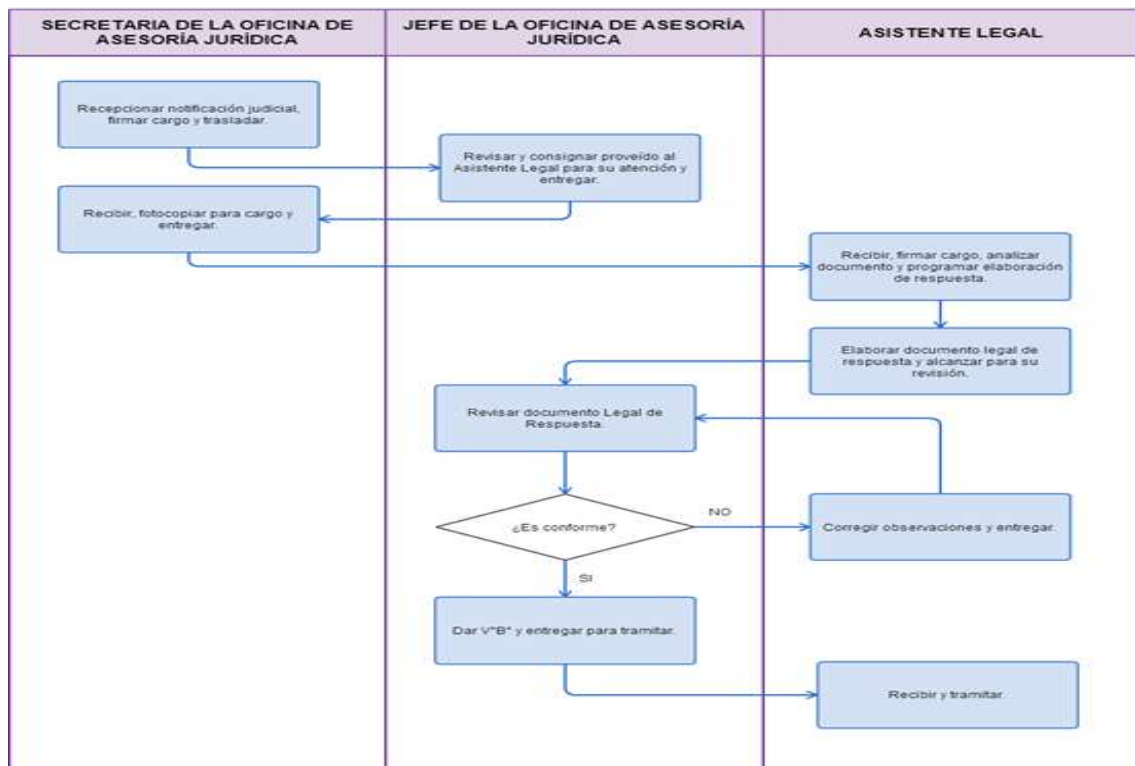 SECRETARIA DE LA OFICINA DE
ASESORÍA JURÍDICA
JEFE DE LA OFICINA DE ASESORÍA
JURÍDICA
ASISTENTE LEGAL
Recepcionar notificación judicial,
firmar cargo y trasladar.
Revisar y consignar proveído al
Asistente Legal para su atención y
entregar.
Recibir, fotocopiar para cargo y
entregar.
Recibir, firmar cargo, analizar
documento y programar elaboración
de respuesta.
Elaborar documento legal de
respuesta y alcanzar para su
revisión.
Revisar documento Legal de
Respuesta.
¿Es conforme?
NO
Corregir observaciones y entregar.
SI
Dar V°B° y entregar para tramitar.
Recibir y tramitar.